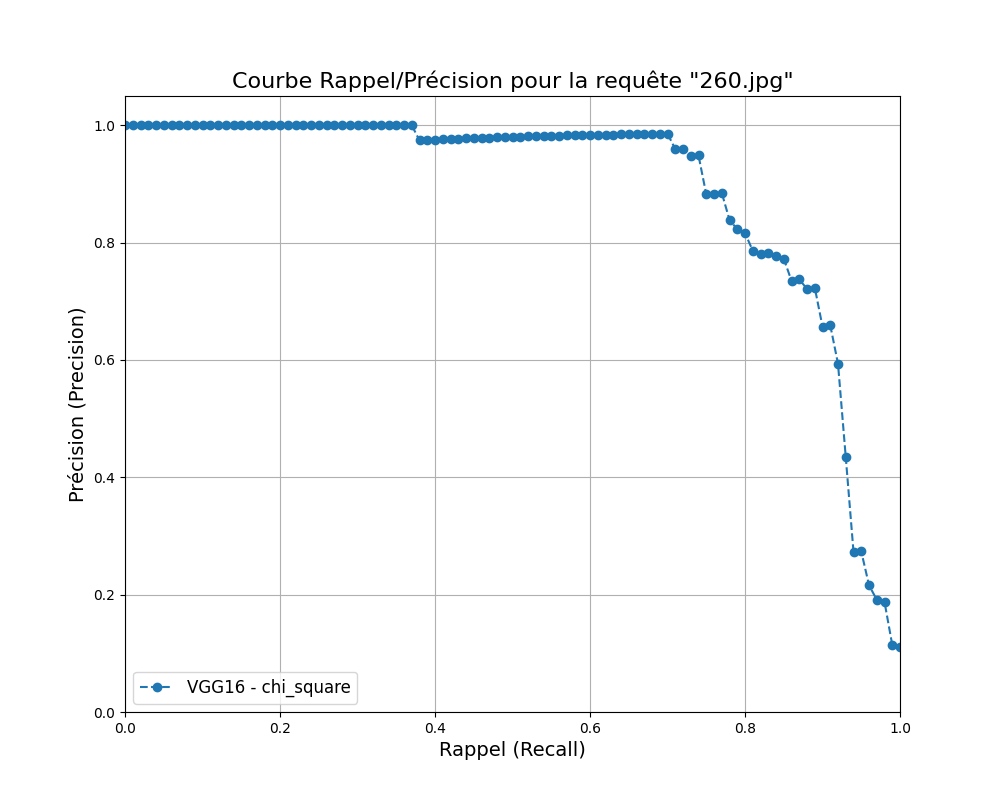 Courbe Rappel/Précision pour la requête "260.jpg"
1.0
0.8
0.6
0.4
0.2
0.0
Précision (Precision)
VGG16 - chi_square
0.0 0.2 0.4 0.6 0.8 1.0
Rappel (Recall)